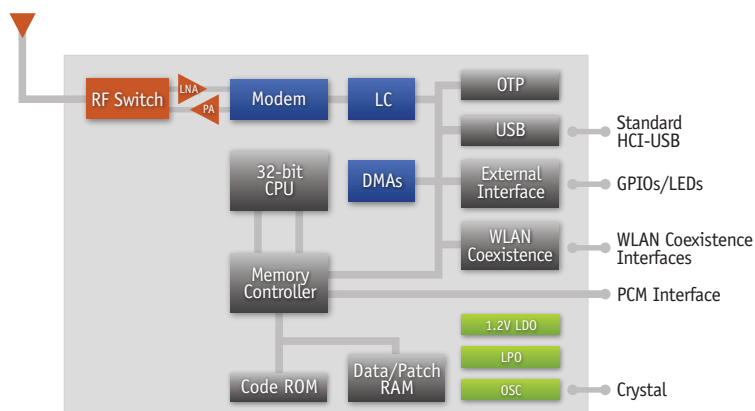 RF Switch
LNA
PA
Modem
LC
OTP
USB
Standard
HCI-USB
32-bit
CPU
DMAs
External
Interface
GPIOs/LEDs
WLAN
Coexistence
WLAN Coexistence
Interfaces
Memory
Controller
PCM Interface
1.2V LDO
LPO
OSC
Crystal
Code ROM
Data/Patch
RAM